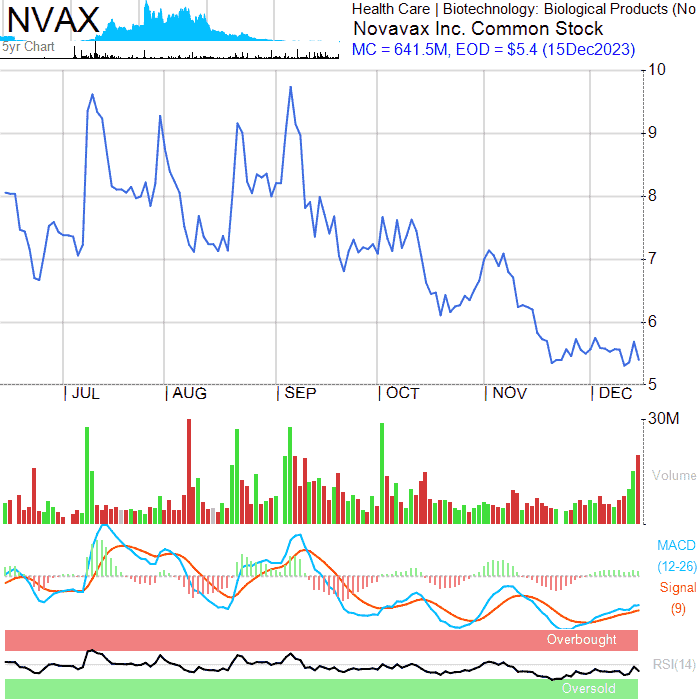 NVAX
Health Care | Biotechnology: Biological Products (No
Novavax Inc. Common Stock
5yr Chart
MC = 641.5M, EOD = $5.4 (15Dec2023)
10
9
8
7
6
5
| JUL | AUG | SEP | OCT | NOV | DEC
30M
Volume
MACD
(12-26)
Signal
(9)
Overbought
RSI(14)
Oversold